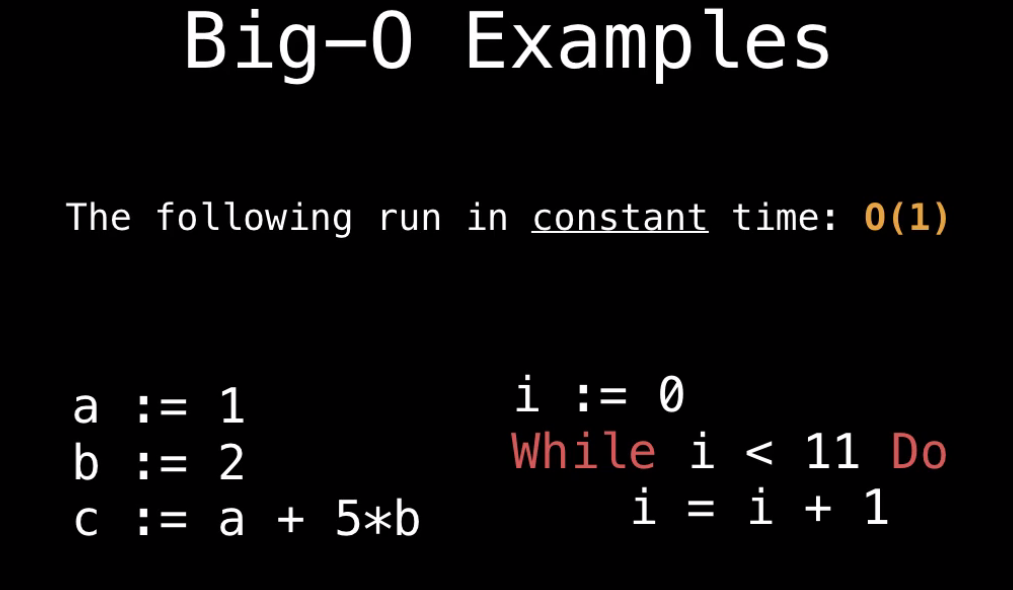 Big-O Examples
The following run in constant time: O(1)
a := 1
b := 2
c := a + 5*b
i := 0
While i < 11 Do
i = i + 1